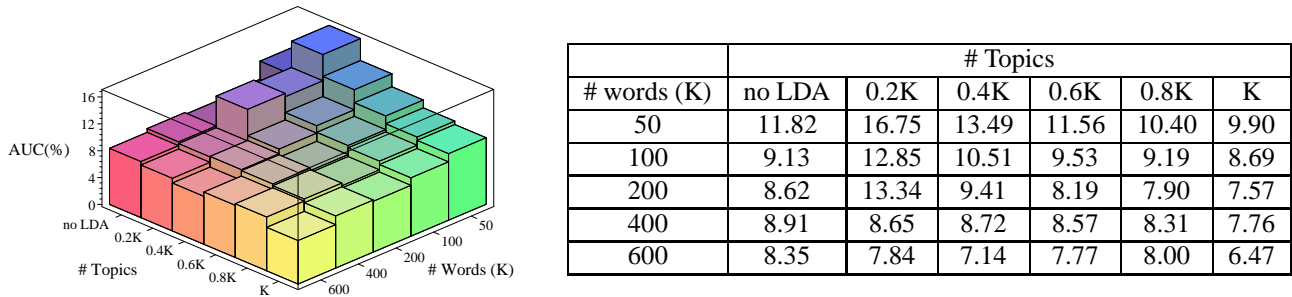 16
12
8
4
0
AUC(%)
no LDA
0.2K
0.4K
0.6K
0.8K
K
# Topics
50
100
200
400
600
# Words (K)
# Topics
# words (K) no LDA 0.2K 0.4K 0.6K 0.8K K
50 11.82 16.75 13.49 11.56 10.40 9.90
100 9.13 12.85 10.51 9.53 9.19 8.69
200 8.62 13.34 9.41 8.19 7.90 7.57
400 8.91 8.65 8.72 8.57 8.31 7.76
600 8.35 7.84 7.14 7.77 8.00 6.47